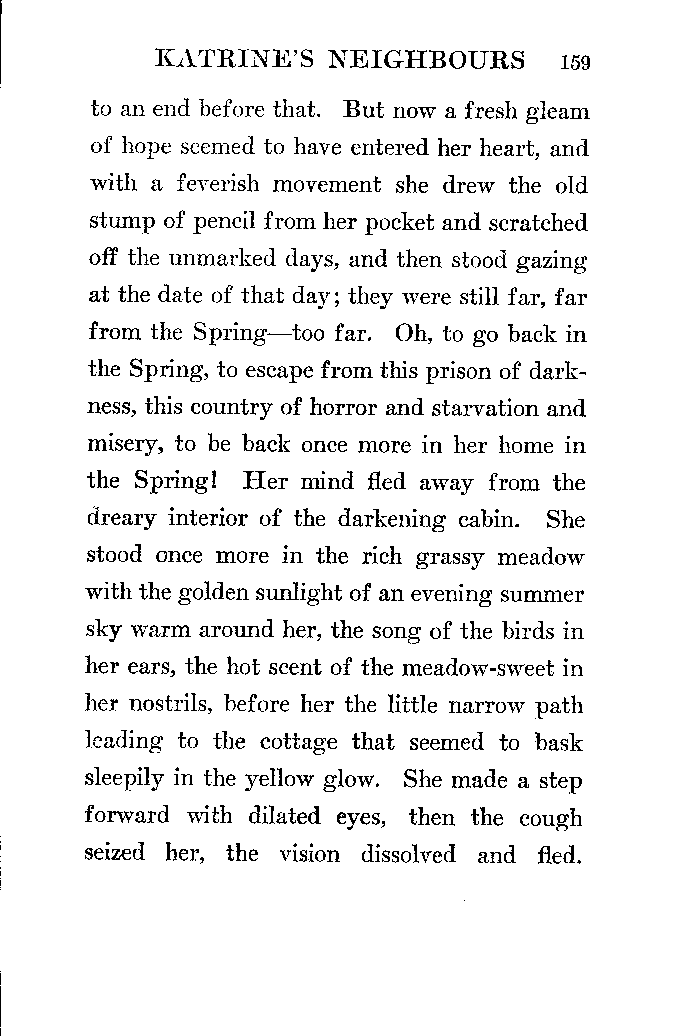 KATRINE'S NEIGHBOURS 159
to an end before that. But now a fresh gleam
of hope seemed to have entered her heart, and
with a feverish movement she drew the old
stump of pencil from her pocket and scratched
off the unmarked days, and then stood gazing
at the date of that day; they were still far, far
from the Spring—too far. Oh, to go back in
the Spring, to escape from this prison of dark-
ness, this country of horror and starvation and
misery, to be back once more in her home in
the Spring! Her mind fled away from the
dreary interior of the darkening cabin. She
stood once more in the rich grassy meadow
with the golden sunlight of an evening summer
sky warm around her, the song of the birds in
her ears, the hot scent of the meadow-sweet in
her nostrils, before her the little narrow path
leading to the cottage that seemed to bask
sleepily in the yellow glow. She made a step
forward with dilated eyes, then the cough
seized her, the vision dissolved and fled.